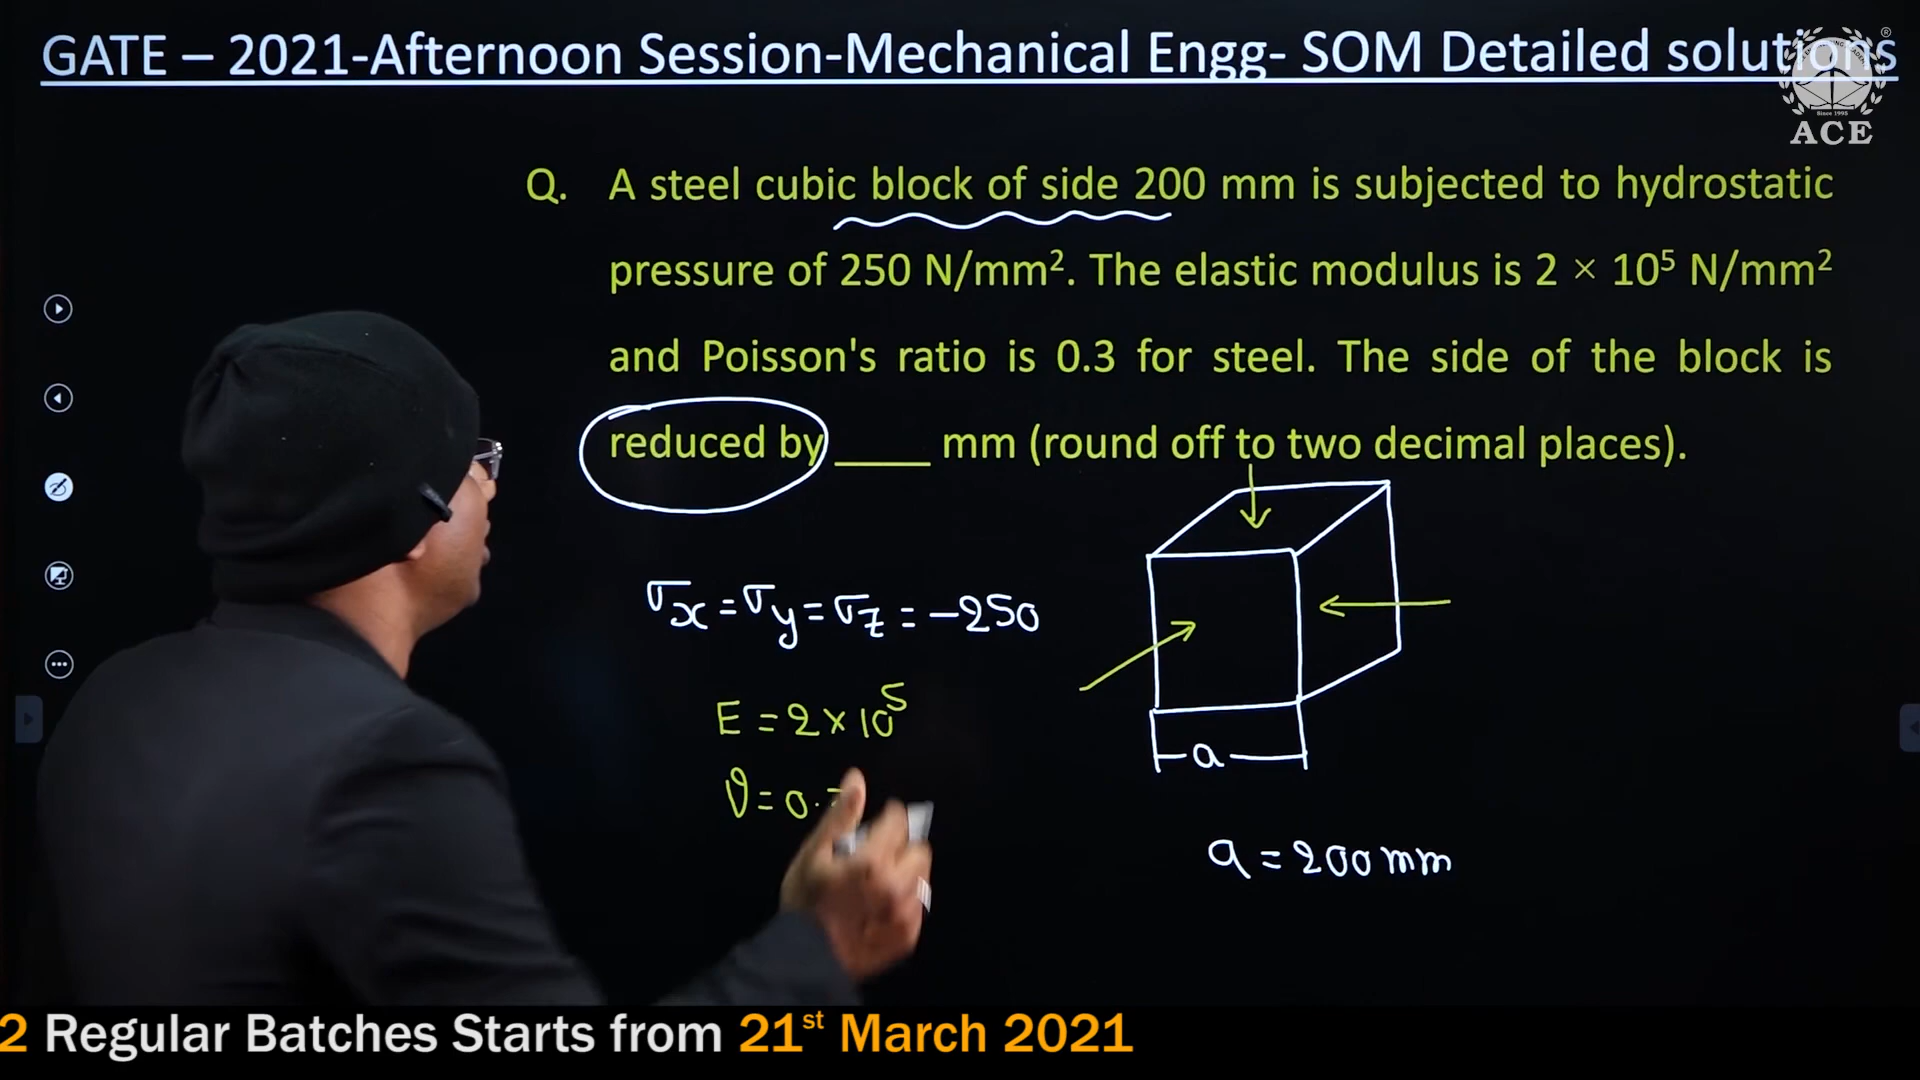 GATE – 2021-Afternoon Session-Mechanical Engg- SOM Detailed solutions
®
Since 1995
ACE
Q. A steel cubic block of side 200 mm is subjected to hydrostatic
pressure of 250 N/mm². The elastic modulus is 2 × 10⁵ N/mm²
and Poisson's ratio is 0.3 for steel. The side of the block is
reduced by ____ mm (round off to two decimal places).
σx = σy = σz = -250
E = 2 × 10⁵
ϑ = 0.
a
a = 200 mm
2 Regular Batches Starts from 21st March 2021